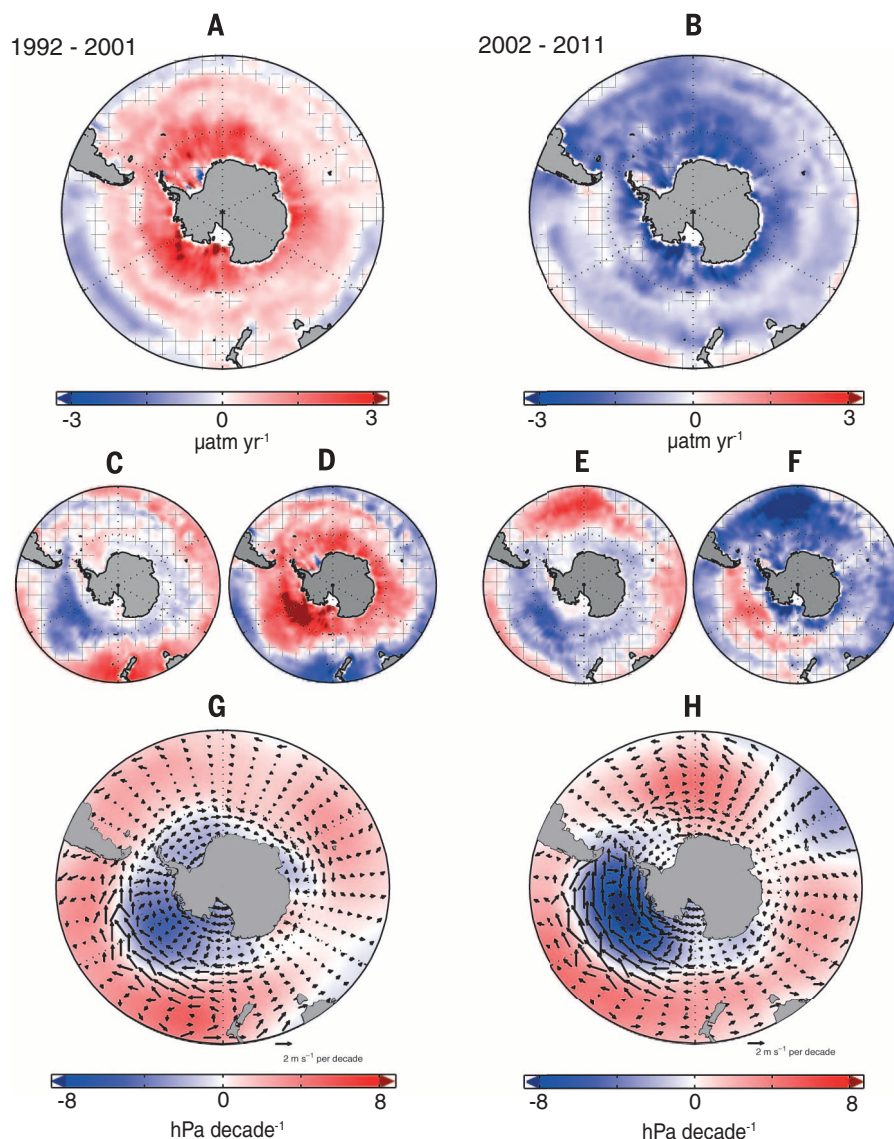 A
B
1992 - 2001
2002 - 2011
-3 0 3
µatm yr-1
-3 0 3
µatm yr-1
C
D
E
F
G
H
2 m s−1 per decade
2 m s−1 per decade
-8 0 8
hPa decade-1
-8 0 8
hPa decade-1